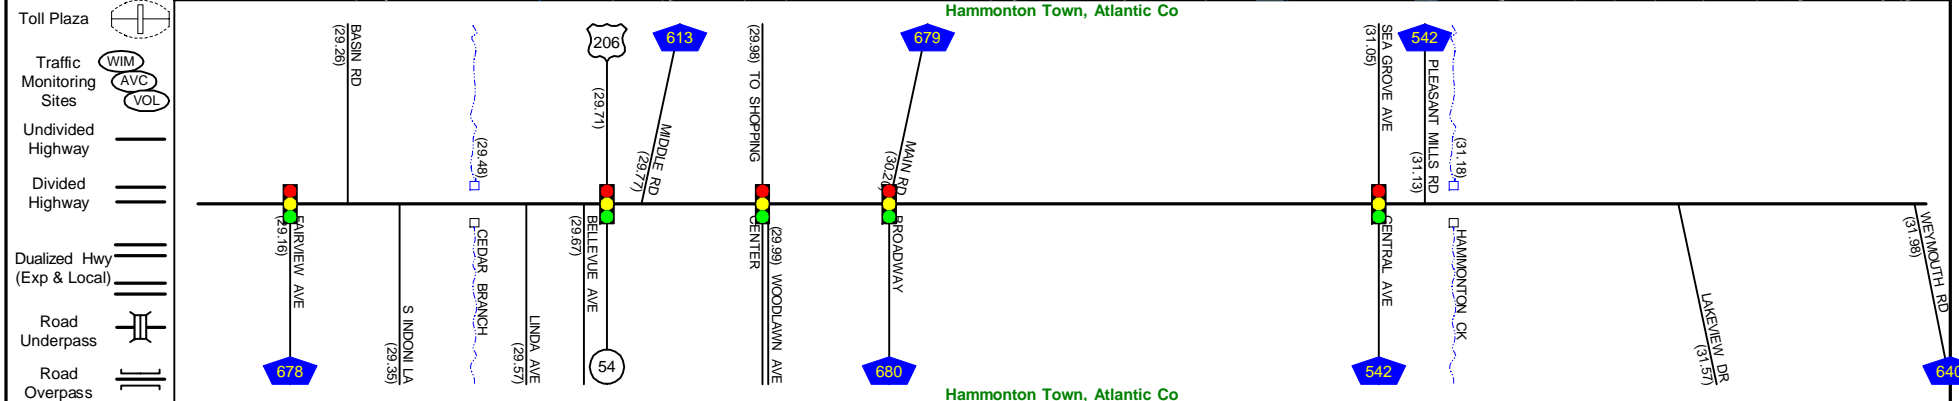 Hammonton Town, Atlantic Co
Toll Plaza
Traffic
Monitoring
Sites
WIM
AVC
VOL
Undivided
Highway
Divided
Highway
Dualized Hwy
(Exp & Local)
Road
Underpass
Road
Overpass
FAIRVIEW AVE
(29.16)
678
BASIN RD
(29.26)
S INDONI LA
(29.35)
(29.48)
CEDAR BRANCH
LINDA AVE
(29.57)
BELLEVUE AVE
(29.67)
206
(29.71)
54
613
MIDDLE RD
(29.77)
(29.98) TO SHOPPING
CENTER
(29.99) WOODLAWN AVE
679
MAIN RD
BROADWAY
680
SEA GROVE AVE
(31.05)
CENTRAL AVE
542
542
PLEASANT MILLS RD
(31.13)
(31.18)
HAMMONTON CK
LAKEVIEW DR
(31.57)
WEYMOUTH RD
(31.98)
640
Hammonton Town, Atlantic Co